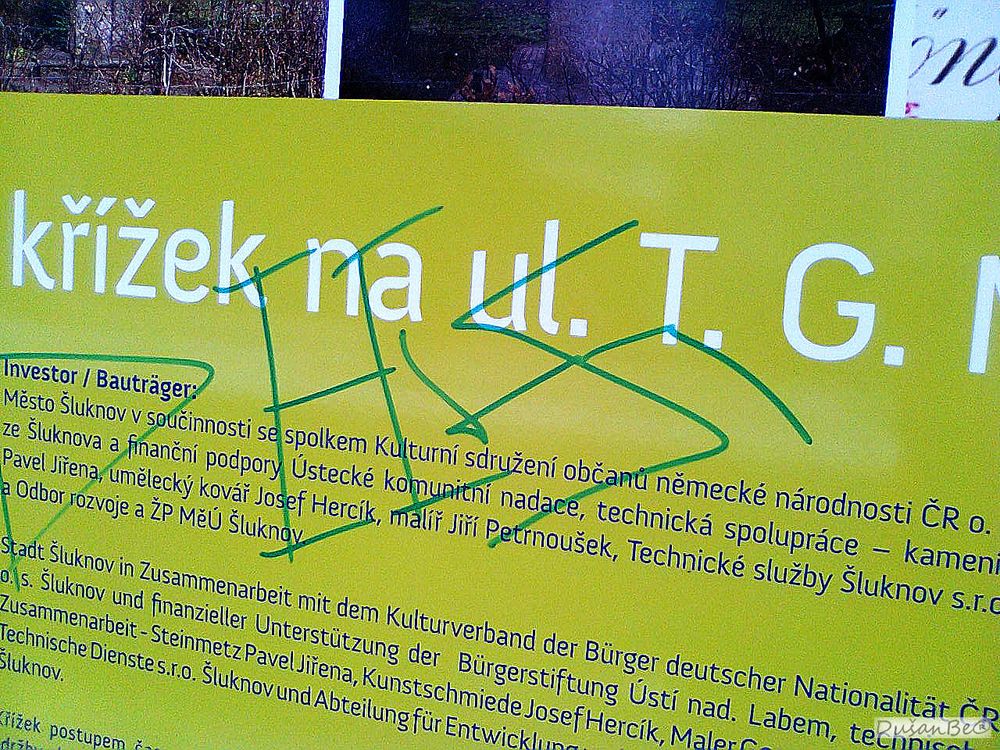 křížek na ul. T. G.
Investor / Bauträger:
Město Šluknov v součinnosti se spolkem Kulturní sdružení občanů německé národnosti ČR o.
ze Šluknova a finanční podpory Ústecké komunitní nadace, technická spolupráce – kameni
Pavel Jiřena, umělecký kovář Josef Hercík, malíř Jiří Petrnoušek, Technické služby Šluknov s.r.o
a Odbor rozvoje a ŽP MěÚ Šluknov
Stadt Šluknov in Zusammenarbeit mit dem Kulturverband der Bürger deutscher Nationalität ČR
o. s. Šluknov und finanzieller Unterstützung der Bürgerstiftung Ústí nad. Labem, techni
Zusammenarbeit - Steinmetz Pavel Jiřena, Kunstschmiede Josef Hercík, Maler
Technische Dienste s.r.o. Šluknov und Abteilung für Entwicklung
Šluknov.
Křížek postupem
DušanBc©